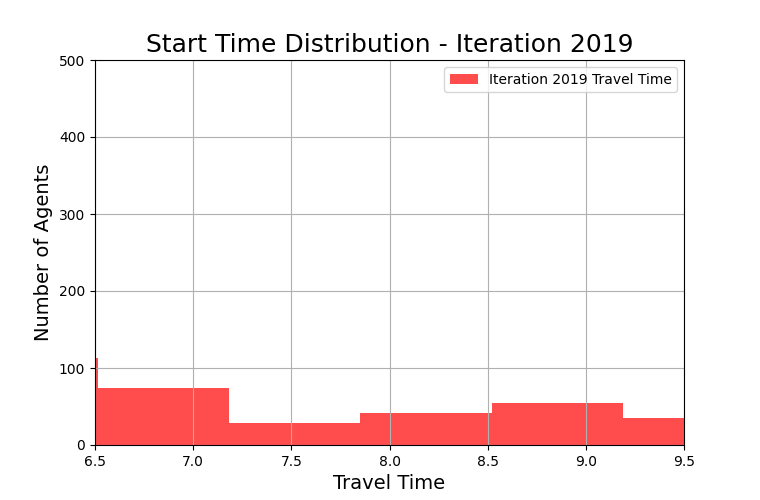 Start Time Distribution - Iteration 2019
Iteration 2019 Travel Time
Number of Agents
500
400
300
200
100
0
6.5 7.0 7.5 8.0 8.5 9.0 9.5
Travel Time